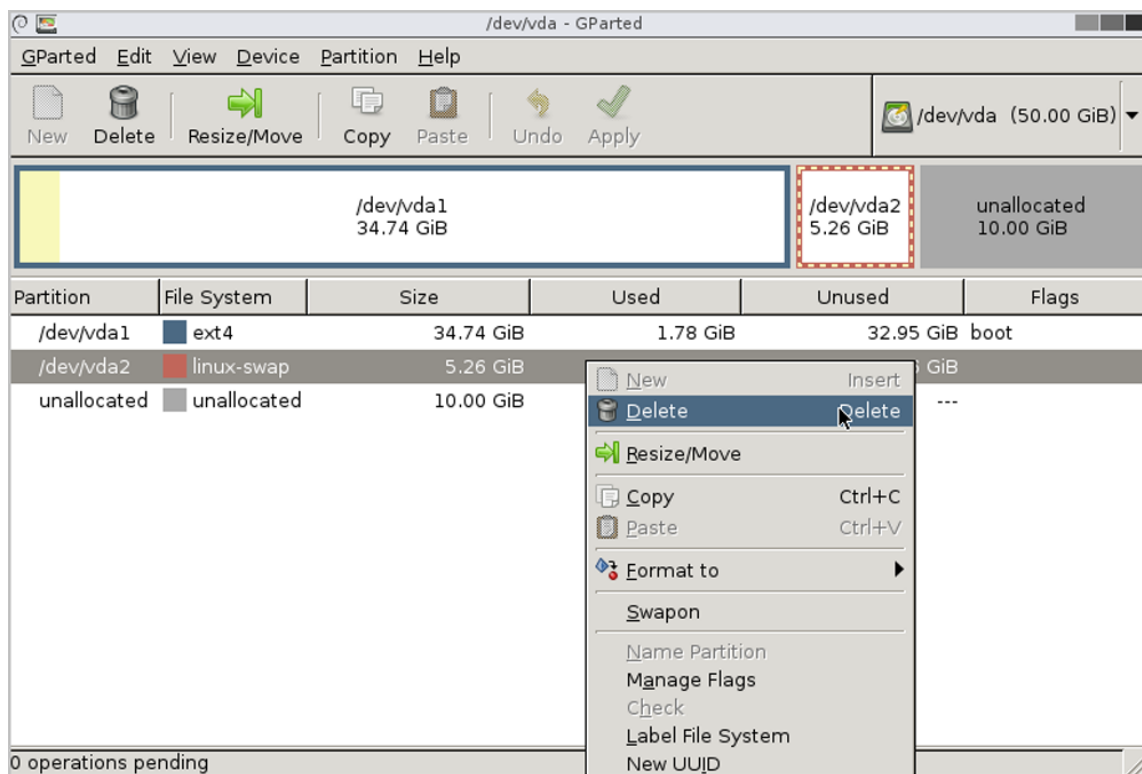 /dev/vda - GParted
GParted Edit View Device Partition Help
New Delete Resize/Move Copy Paste Undo Apply /dev/vda (50.00 GiB)
/dev/vda1
34.74 GiB
/dev/vda2
5.26 GiB
unallocated
10.00 GiB
Partition File System Size Used Unused Flags
/dev/vda1 ext4 34.74 GiB 1.78 GiB 32.95 GiB boot
/dev/vda2 linux-swap 5.26 GiB GiB
unallocated unallocated 10.00 GiB ---
New Insert
Delete Delete
Resize/Move
Copy Ctrl+C
Paste Ctrl+V
Format to
Swapon
Name Partition
Manage Flags
Check
Label File System
New UUID
0 operations pending